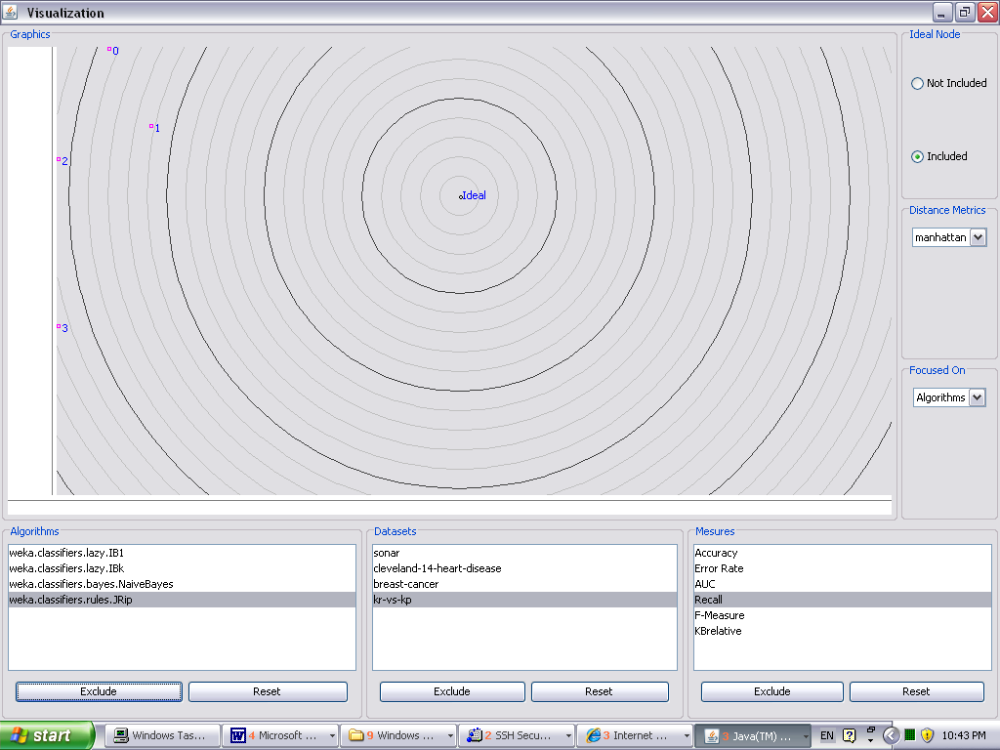 Visualization
Graphics
Ideal Node
0
Not Included
1
Included
2
Ideal
Distance Metrics
manhattan
3
Focused On
Algorithms
Algorithms
Datasets
Mesures
weka.classifiers.lazy.IB1
weka.classifiers.lazy.IBk
weka.classifiers.bayes.NaiveBayes
weka.classifiers.rules.JRip
sonar
cleveland-14-heart-disease
breast-cancer
kr-vs-kp
Accuracy
Error Rate
AUC
Recall
F-Measure
KBrelative
Exclude
Reset
Exclude
Reset
Exclude
Reset
start
Windows Tas...
4 Microsoft ...
9 Windows ...
2 SSH Secu...
3 Internet ...
3 Java(TM) ...
EN
10:43 PM